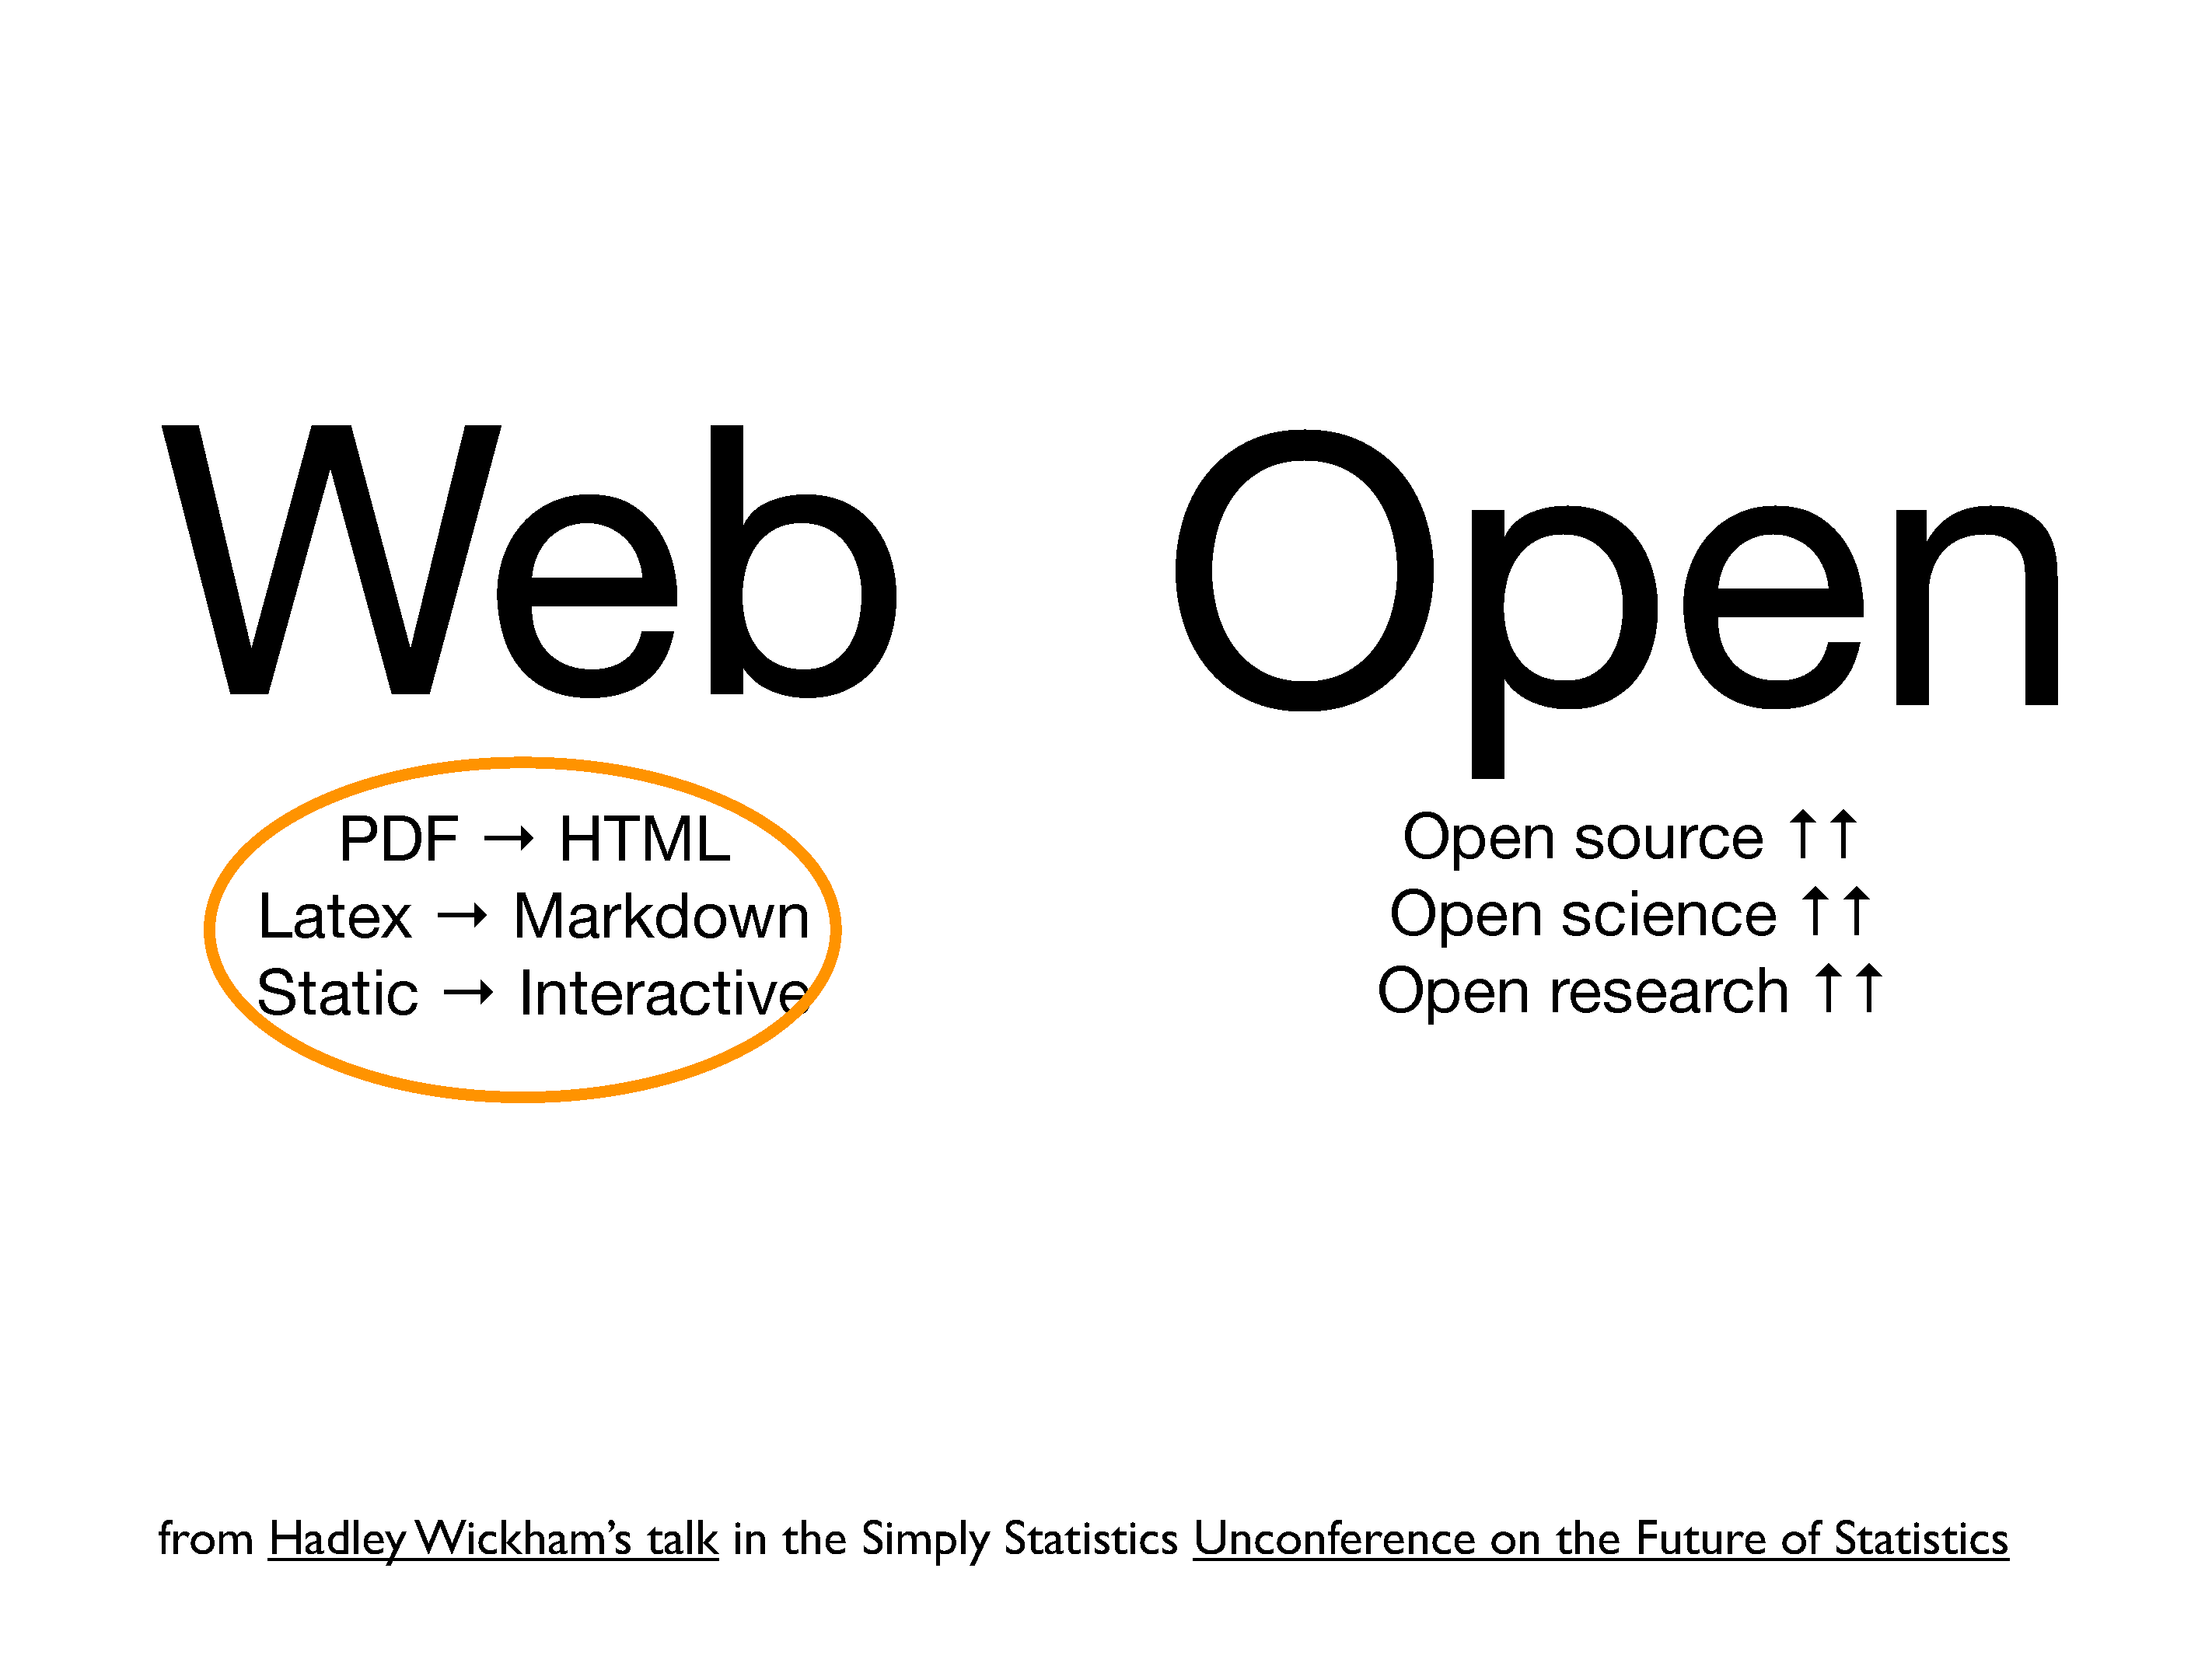 Web
PDF → HTML
Latex → Markdown
Static → Interactive
Open
Open source ↑↑
Open science ↑↑
Open research ↑↑
from Hadley Wickham’s talk in the Simply Statistics Unconference on the Future of Statistics